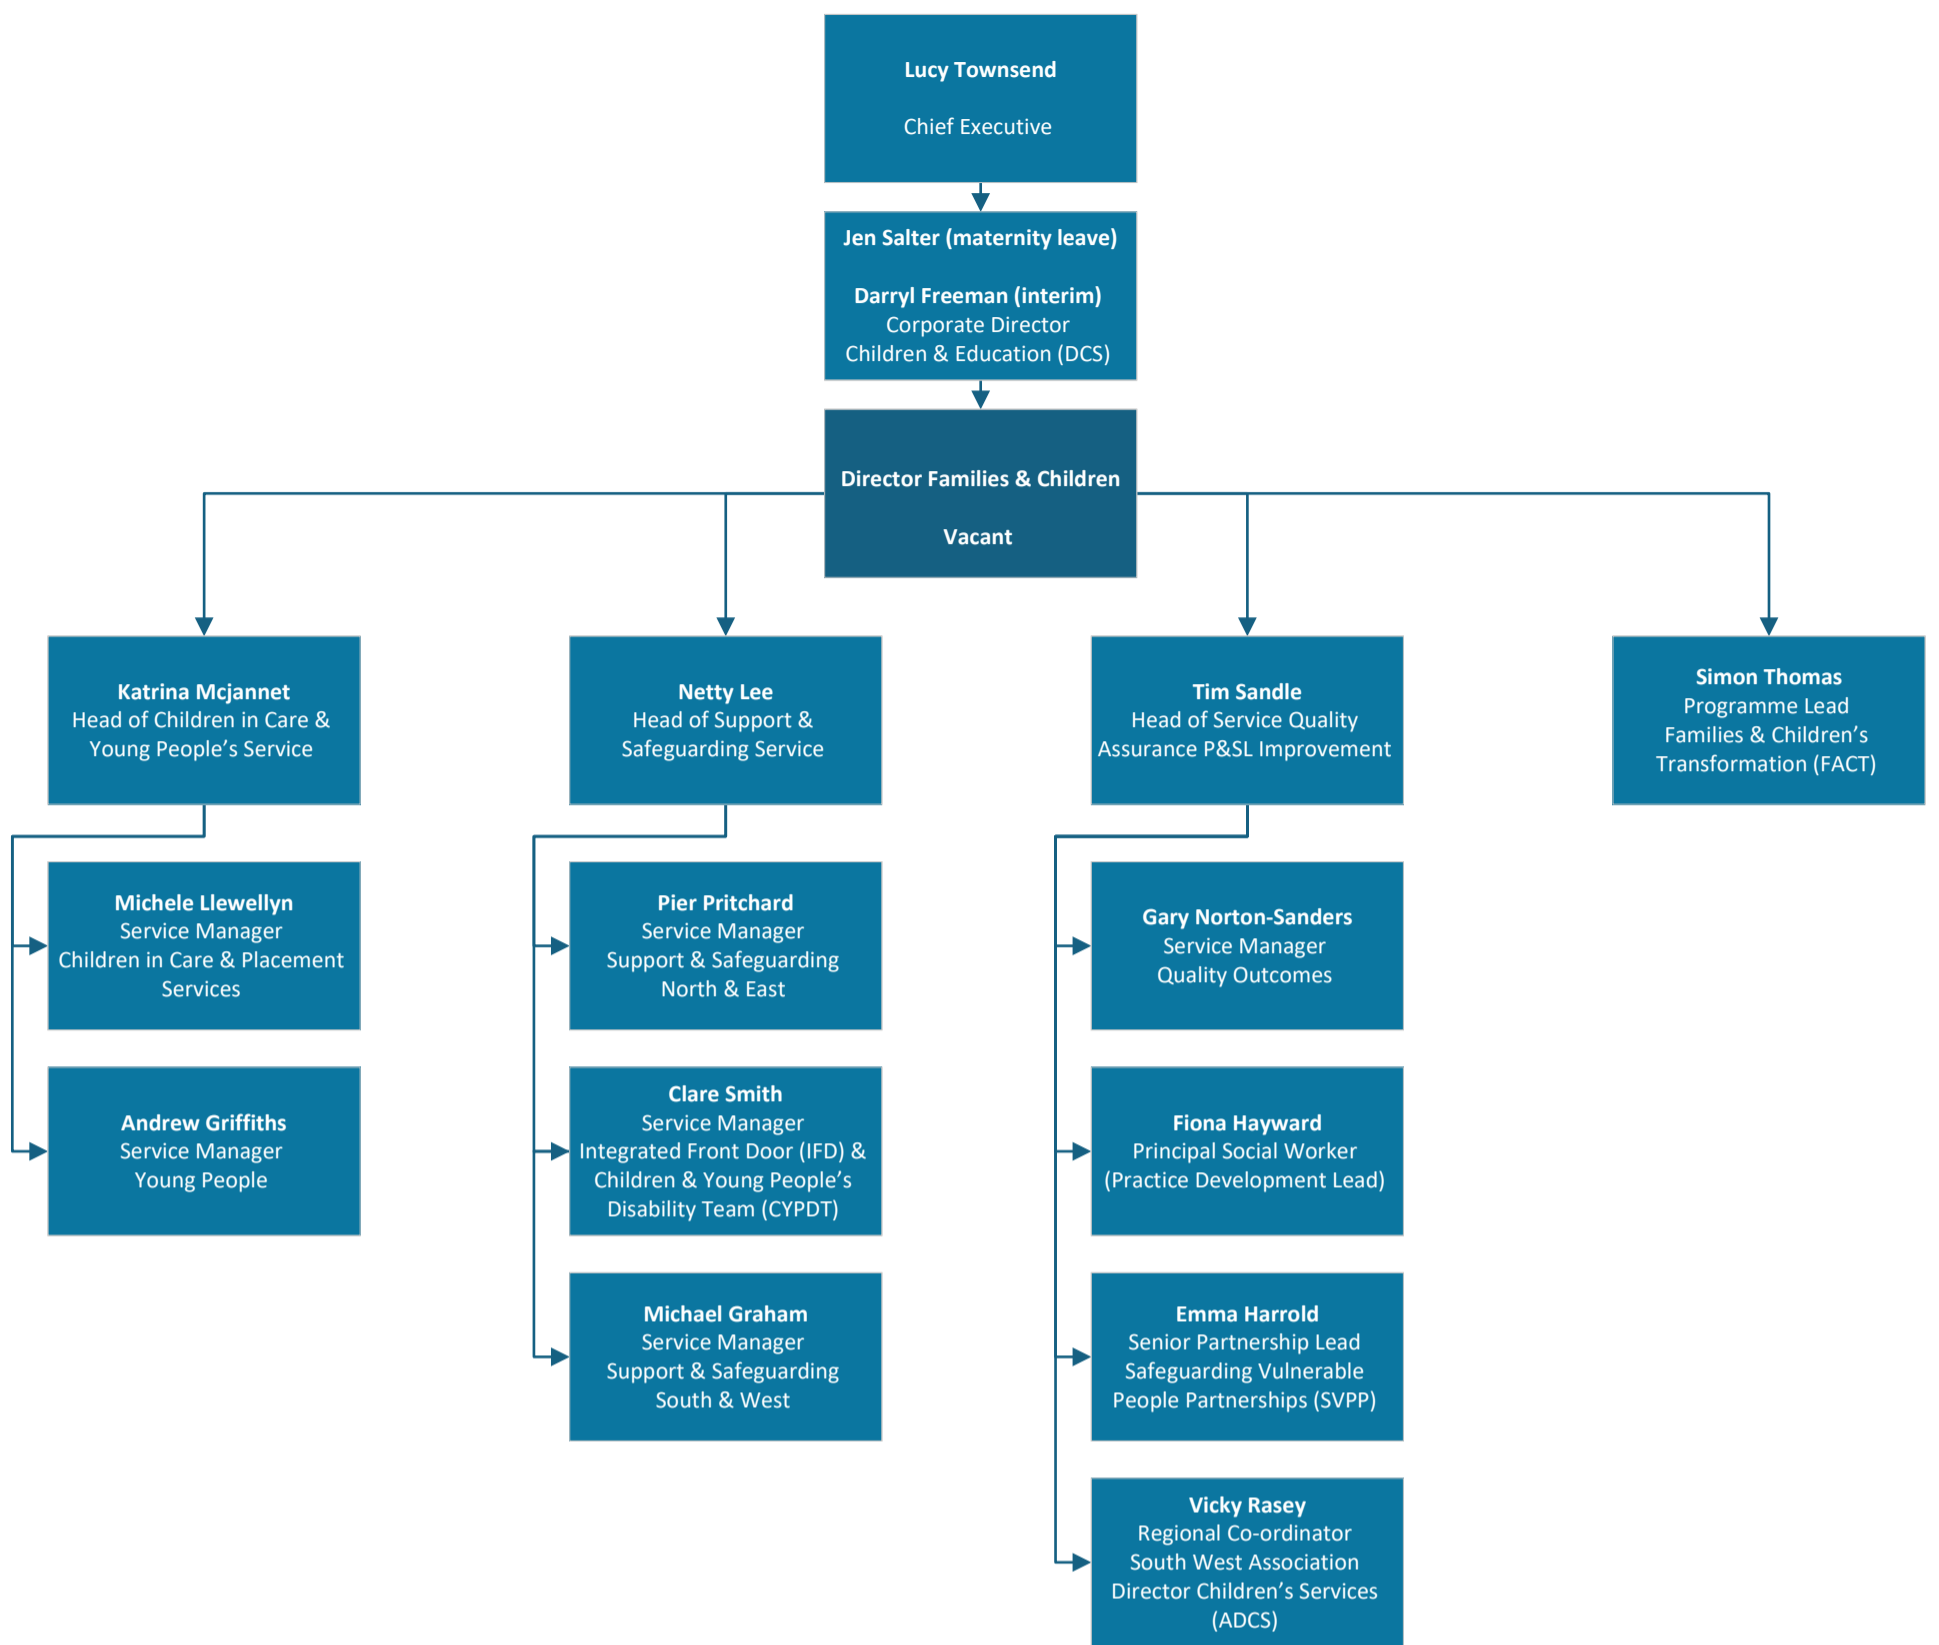 Lucy Townsend
Chief Executive
Jen Salter (maternity leave)
Darryl Freeman (interim)
Corporate Director
Children & Education (DCS)
Director Families & Children
Vacant
Katrina Mcjannet
Head of Children in Care &
Young People’s Service
Netty Lee
Head of Support &
Safeguarding Service
Tim Sandle
Head of Service Quality
Assurance P&SL Improvement
Simon Thomas
Programme Lead
Families & Children’s
Transformation (FACT)
Michele Llewellyn
Service Manager
Children in Care & Placement
Services
Andrew Griffiths
Service Manager
Young People
Pier Pritchard
Service Manager
Support & Safeguarding
North & East
Clare Smith
Service Manager
Integrated Front Door (IFD) &
Children & Young People’s
Disability Team (CYPDT)
Michael Graham
Service Manager
Support & Safeguarding
South & West
Gary Norton-Sanders
Service Manager
Quality Outcomes
Fiona Hayward
Principal Social Worker
(Practice Development Lead)
Emma Harrold
Senior Partnership Lead
Safeguarding Vulnerable
People Partnerships (SVPP)
Vicky Rasey
Regional Co-ordinator
South West Association
Director Children’s Services
(ADCS)